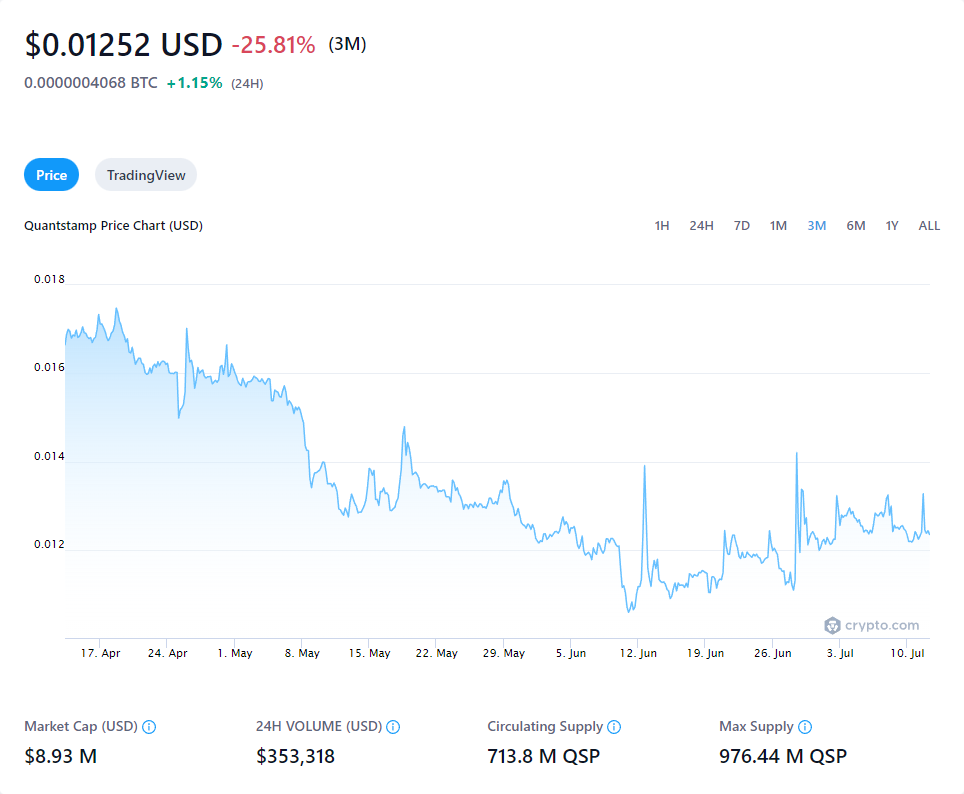 $0.01252 USD -25.81% (3M)
0.0000004068 BTC +1.15% (24H)
Price TradingView
Quantstamp Price Chart (USD) 1H 24H 7D 1M 3M 6M 1Y ALL
0.018
0.016
0.014
0.012
crypto.com
17. Apr 24. Apr 1. May 8. May 15. May 22. May 29. May 5. Jun 12. Jun 19. Jun 26. Jun 3. Jul 10. Jul
Market Cap (USD) 24H VOLUME (USD) Circulating Supply Max Supply
$8.93 M $353,318 713.8 M QSP 976.44 M QSP